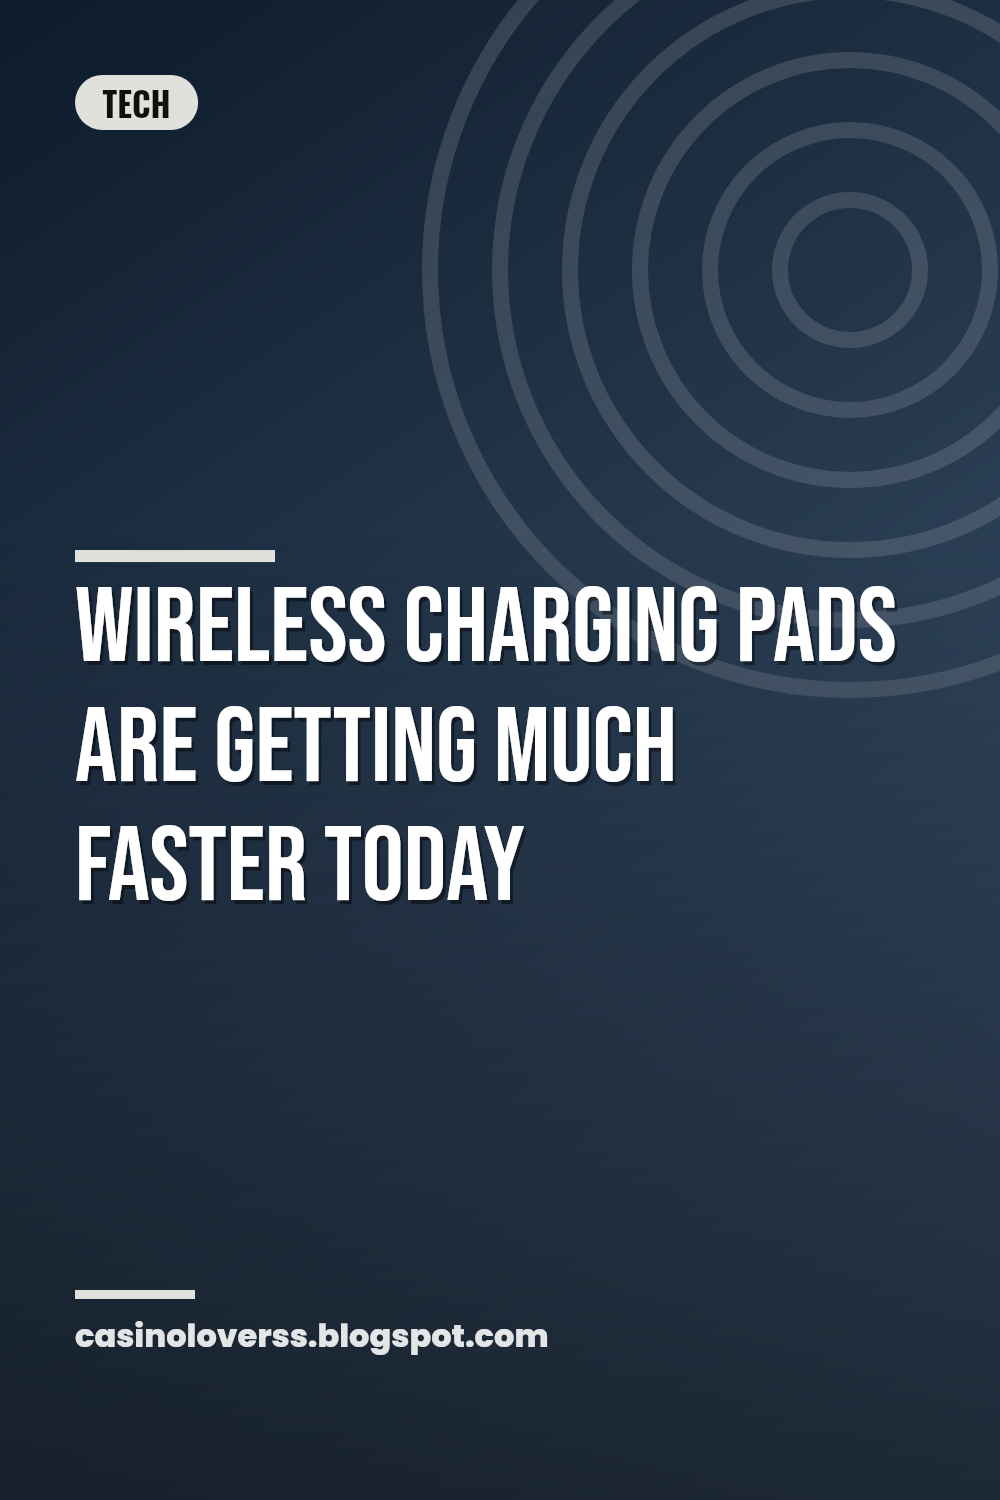 TECH
WIRELESS CHARGING PADS
ARE GETTING MUCH
FASTER TODAY
casinoloverss.blogspot.com